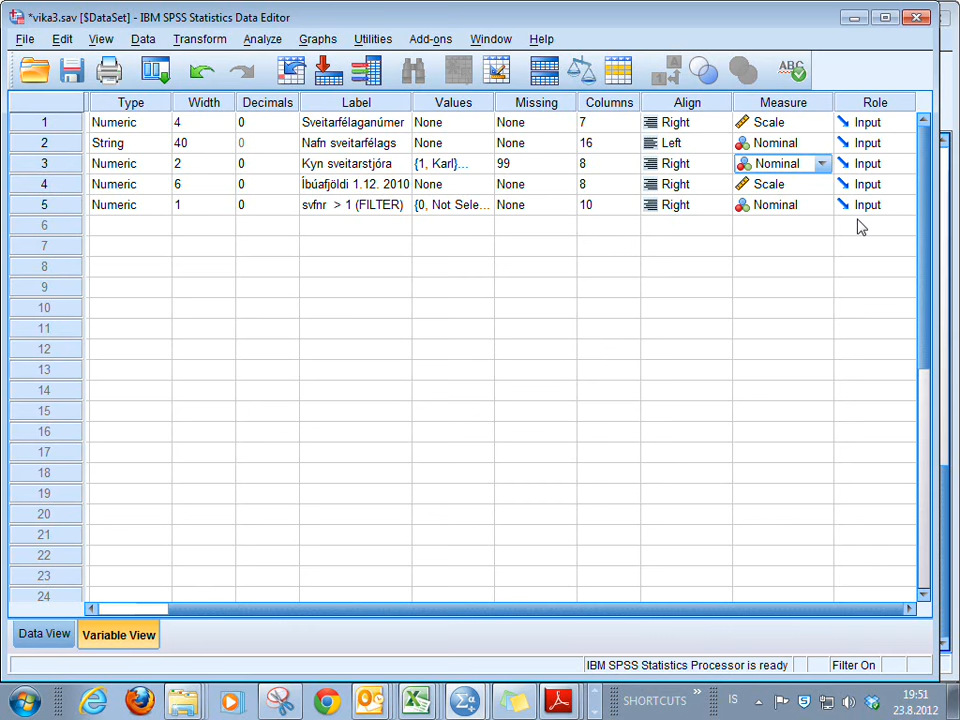 *vika3.sav [$DataSet] - IBM SPSS Statistics Data Editor
File Edit View Data Transform Analyze Graphs Utilities Add-ons Window Help
A
1 4
ABC
Type Width Decimals Label Values Missing Columns Align Measure Role
1 Numeric 4 0 Sveitarfélaganúmer None None 7 Right Scale Input
2 String 40 0 Nafn sveitarfélags None None 16 Left Nominal Input
3 Numeric 2 0 Kyn sveitarstjóra {1, Karl}... 99 8 Right Nominal Input
4 Numeric 6 0 Íbúafjöldi 1.12. 2010 None None 8 Right Scale Input
5 Numeric 1 0 svfnr > 1 (FILTER) {0, Not Sele... None 10 Right Nominal Input
6
7
8
9
10
11
12
13
14
15
16
17
18
19
20
21
22
23
24
Data View Variable View
IBM SPSS Statistics Processor is ready Filter On
SHORTCUTS » IS 19:51
23.8.2012